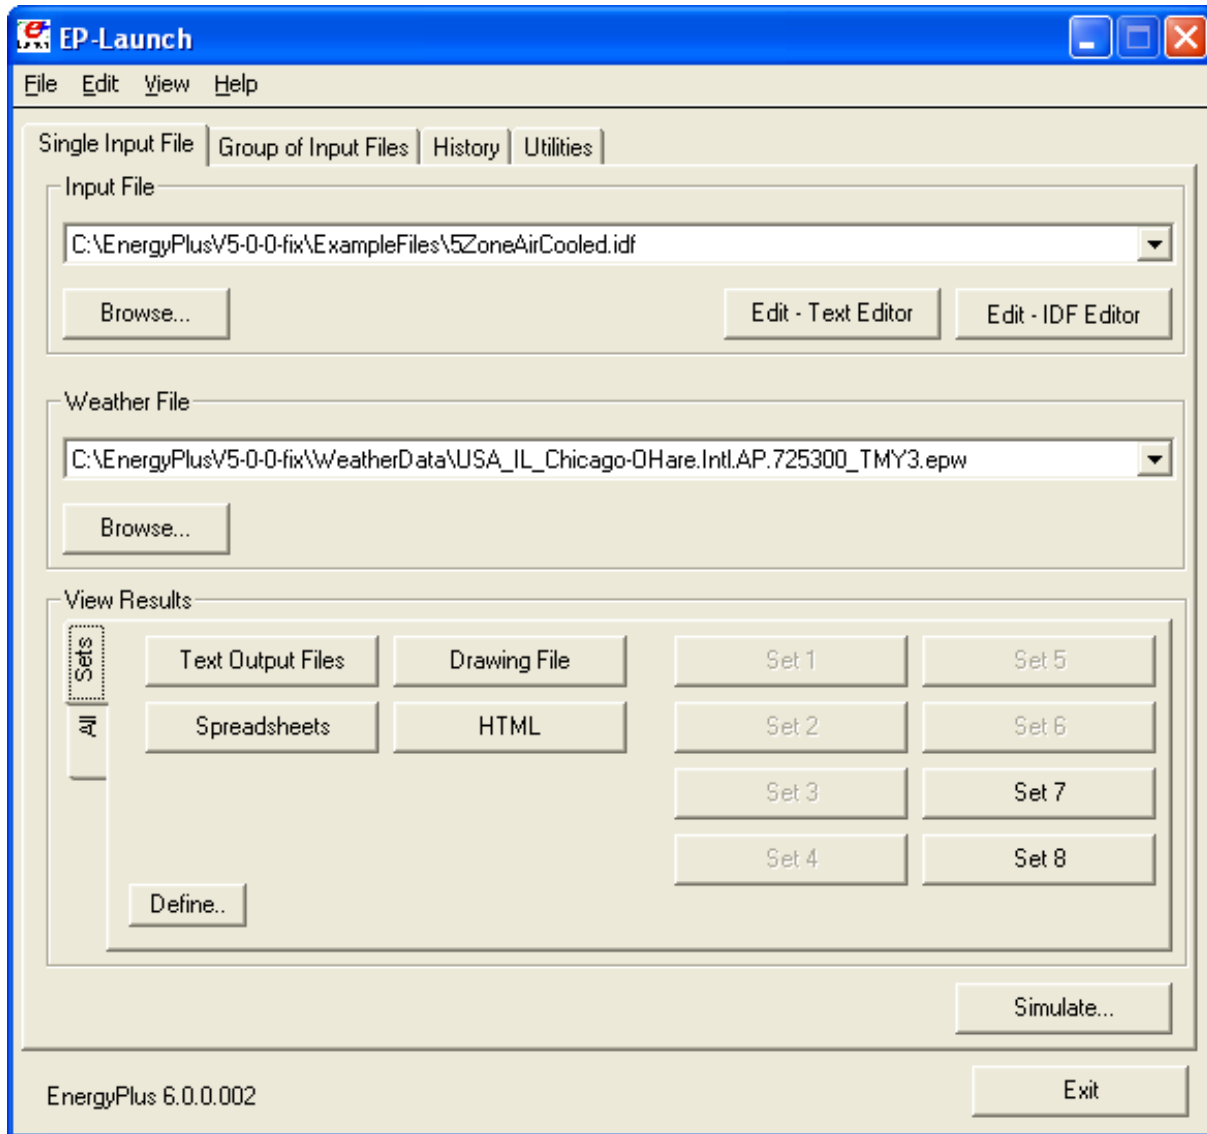 EP-Launch
File Edit View Help
Single Input File Group of Input Files History Utilities
Input File
C:\EnergyPlusV5-0-0-fix\ExampleFiles\5ZoneAirCooled.idf
Browse... Edit - Text Editor Edit - IDF Editor
Weather File
C:\EnergyPlusV5-0-0-fix\WeatherData\USA_IL_Chicago-OHare.Intl.AP.725300_TMY3.epw
Browse...
View Results
Sets
All
Text Output Files Drawing File Set 1 Set 5
Spreadsheets HTML Set 2 Set 6
Set 3 Set 7
Set 4 Set 8
Define..
Simulate...
EnergyPlus 6.0.0.002 Exit